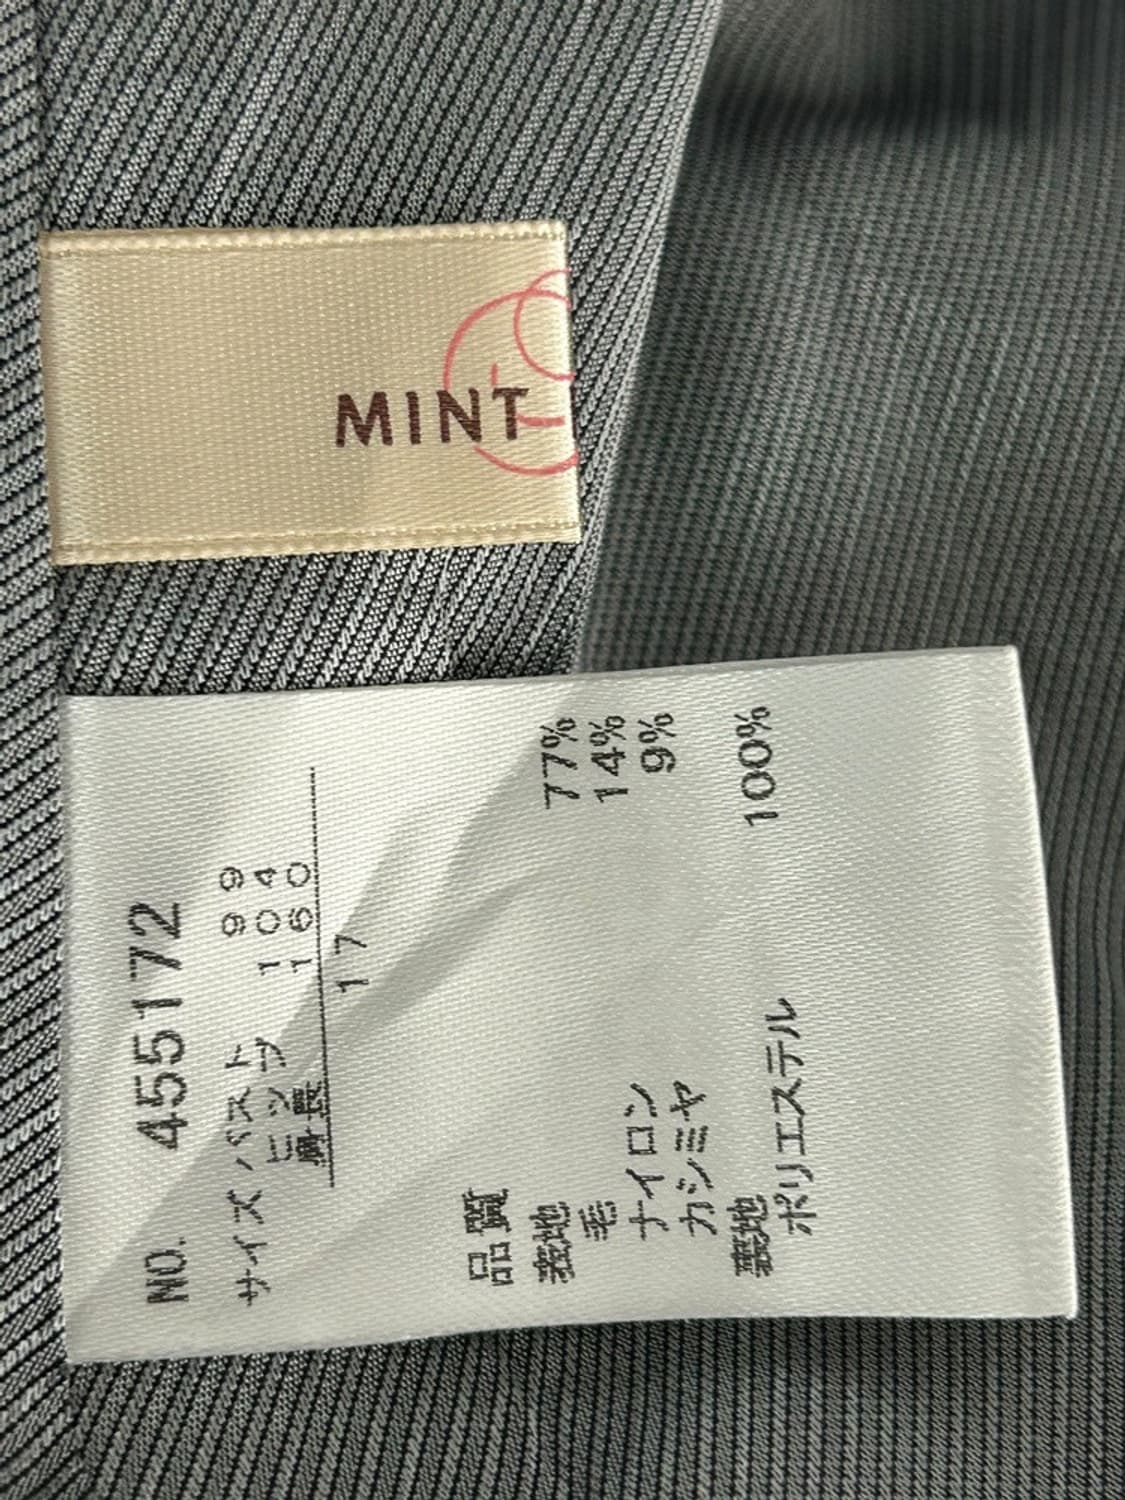 MINT
NO. 455172
サイズ バスト 99
ヒップ 104
身長 160
17
品質
表地
毛 77%
ナイロン 14%
カシミヤ 9%
裏地
ポリエステル 100%